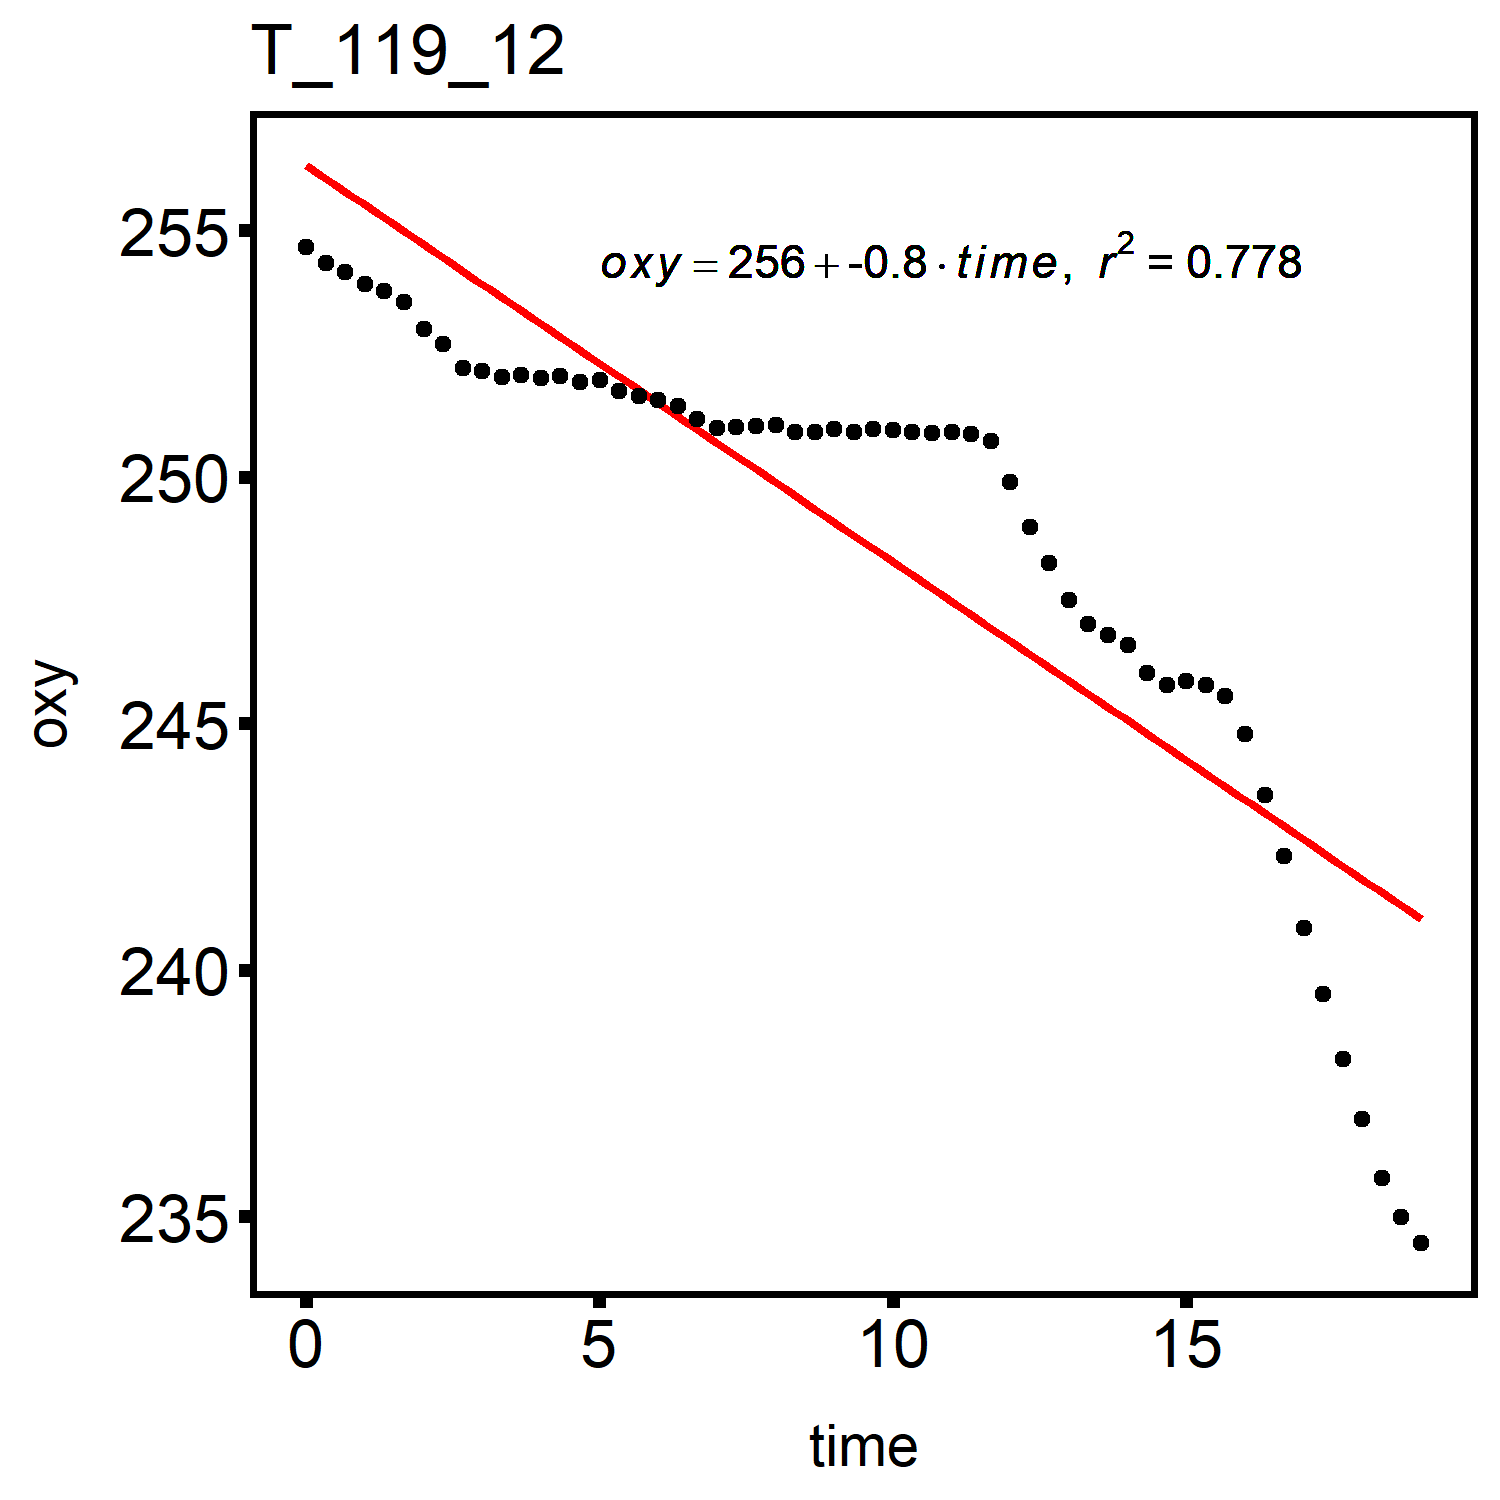 T_119_12
255
oxy = 256 + -0.8 · time, r² = 0.778
250
oxy
245
240
235
0 5 10 15
time